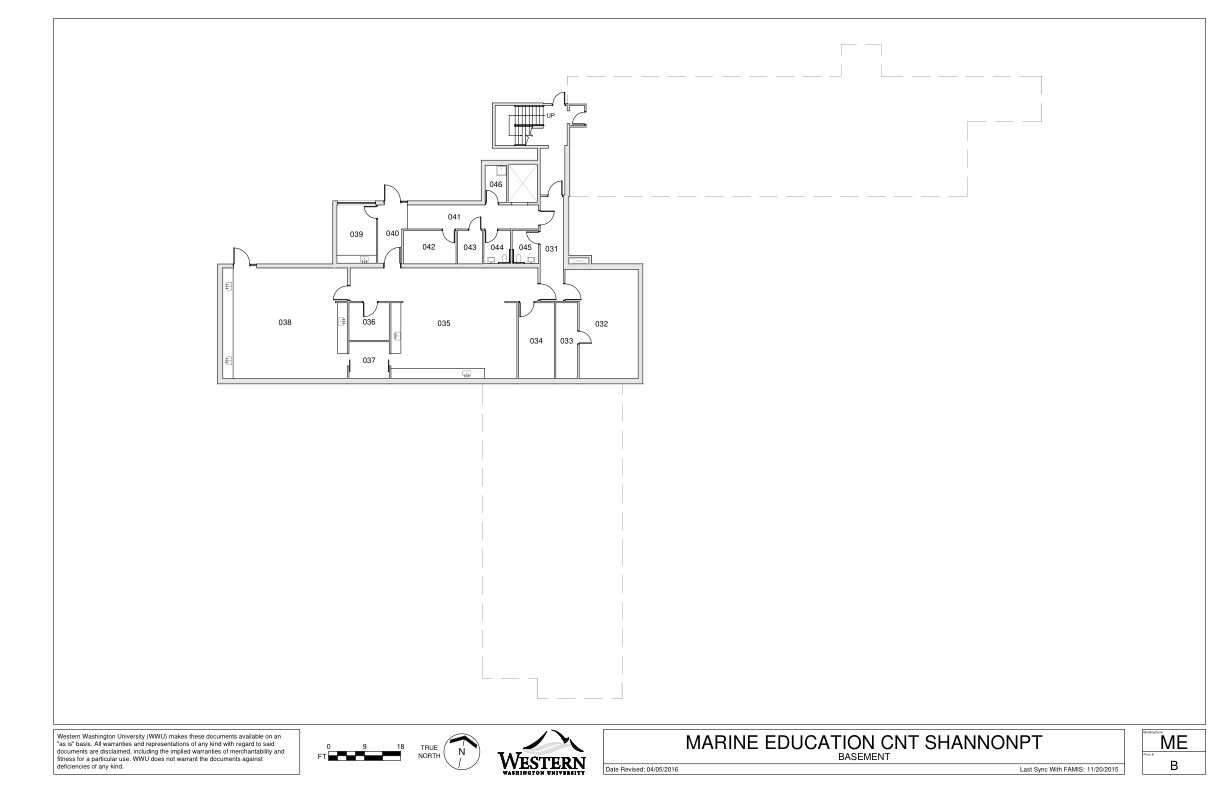 UP
046
041
039
040
042
043
044
045
031
038
036
035
032
034
033
037
Western Washington University (WWU) makes these documents available on an
"as is" basis. All warranties and representations of any kind with regard to said
documents are disclaimed, including the implied warranties of merchantability and
fitness for a particular use. WWU does not warrant the documents against
deficiencies of any kind.
0 9 18
FT
TRUE
NORTH
N
WESTERN
WASHINGTON UNIVERSITY
MARINE EDUCATION CNT SHANNONPT
BASEMENT
Date Revised: 04/05/2016
Last Sync With FAMIS: 11/20/2015
ME
B